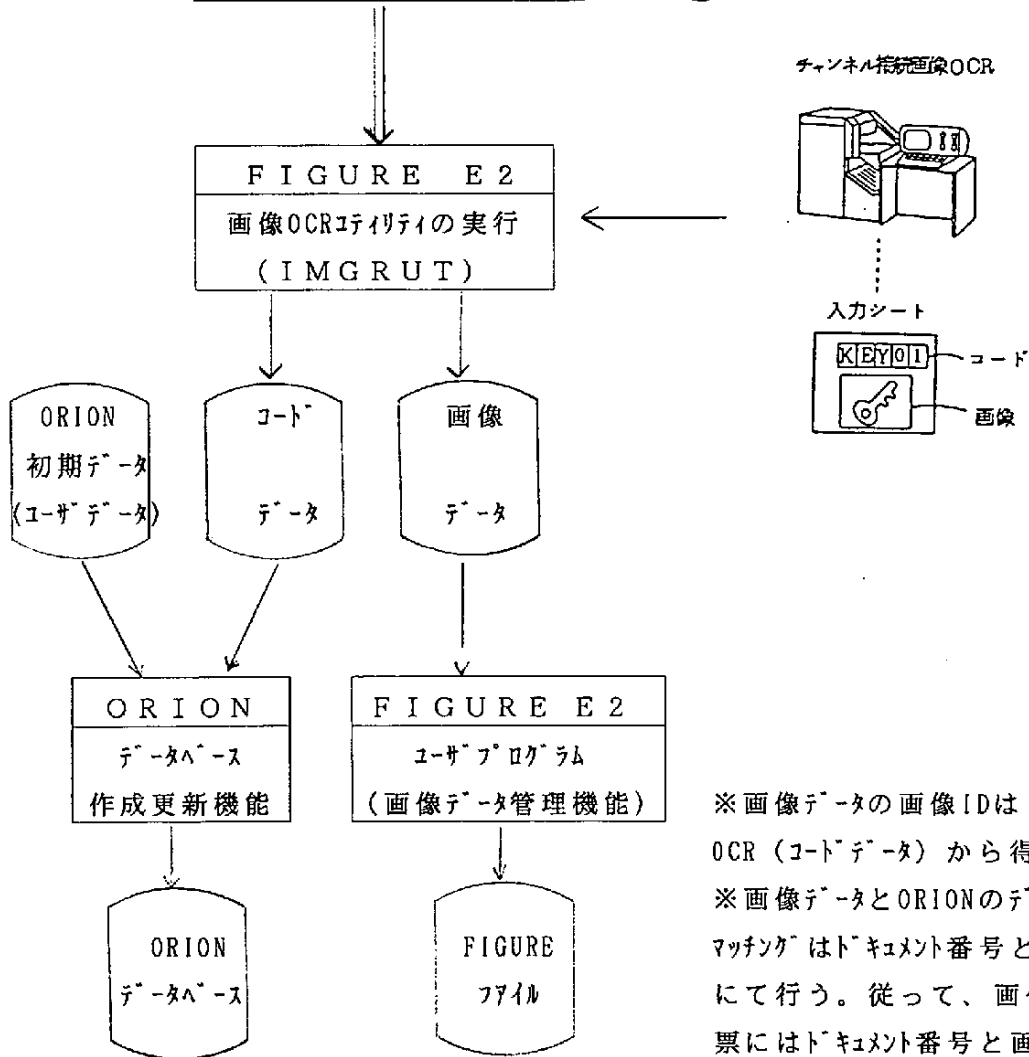 チャンネル接続画像OCR
FIGURE E2
画像OCRユティリティの実行
(IMGRUT)
入力シート
KEY01
コード
画像
ORION
初期データ
(ユーザデータ)
コード
データ
画像
データ
ORION
データベース
作成更新機能
FIGURE E2
ユーザプログラム
(画像データ管理機能)
ORION
データベース
FIGURE
ファイル
※画像データの画像IDは
OCR (コードデータ) から得
※画像データとORIONのデ
マッチングはドキュメント番号と
にて行う。従って、画
票にはドキュメント番号と画